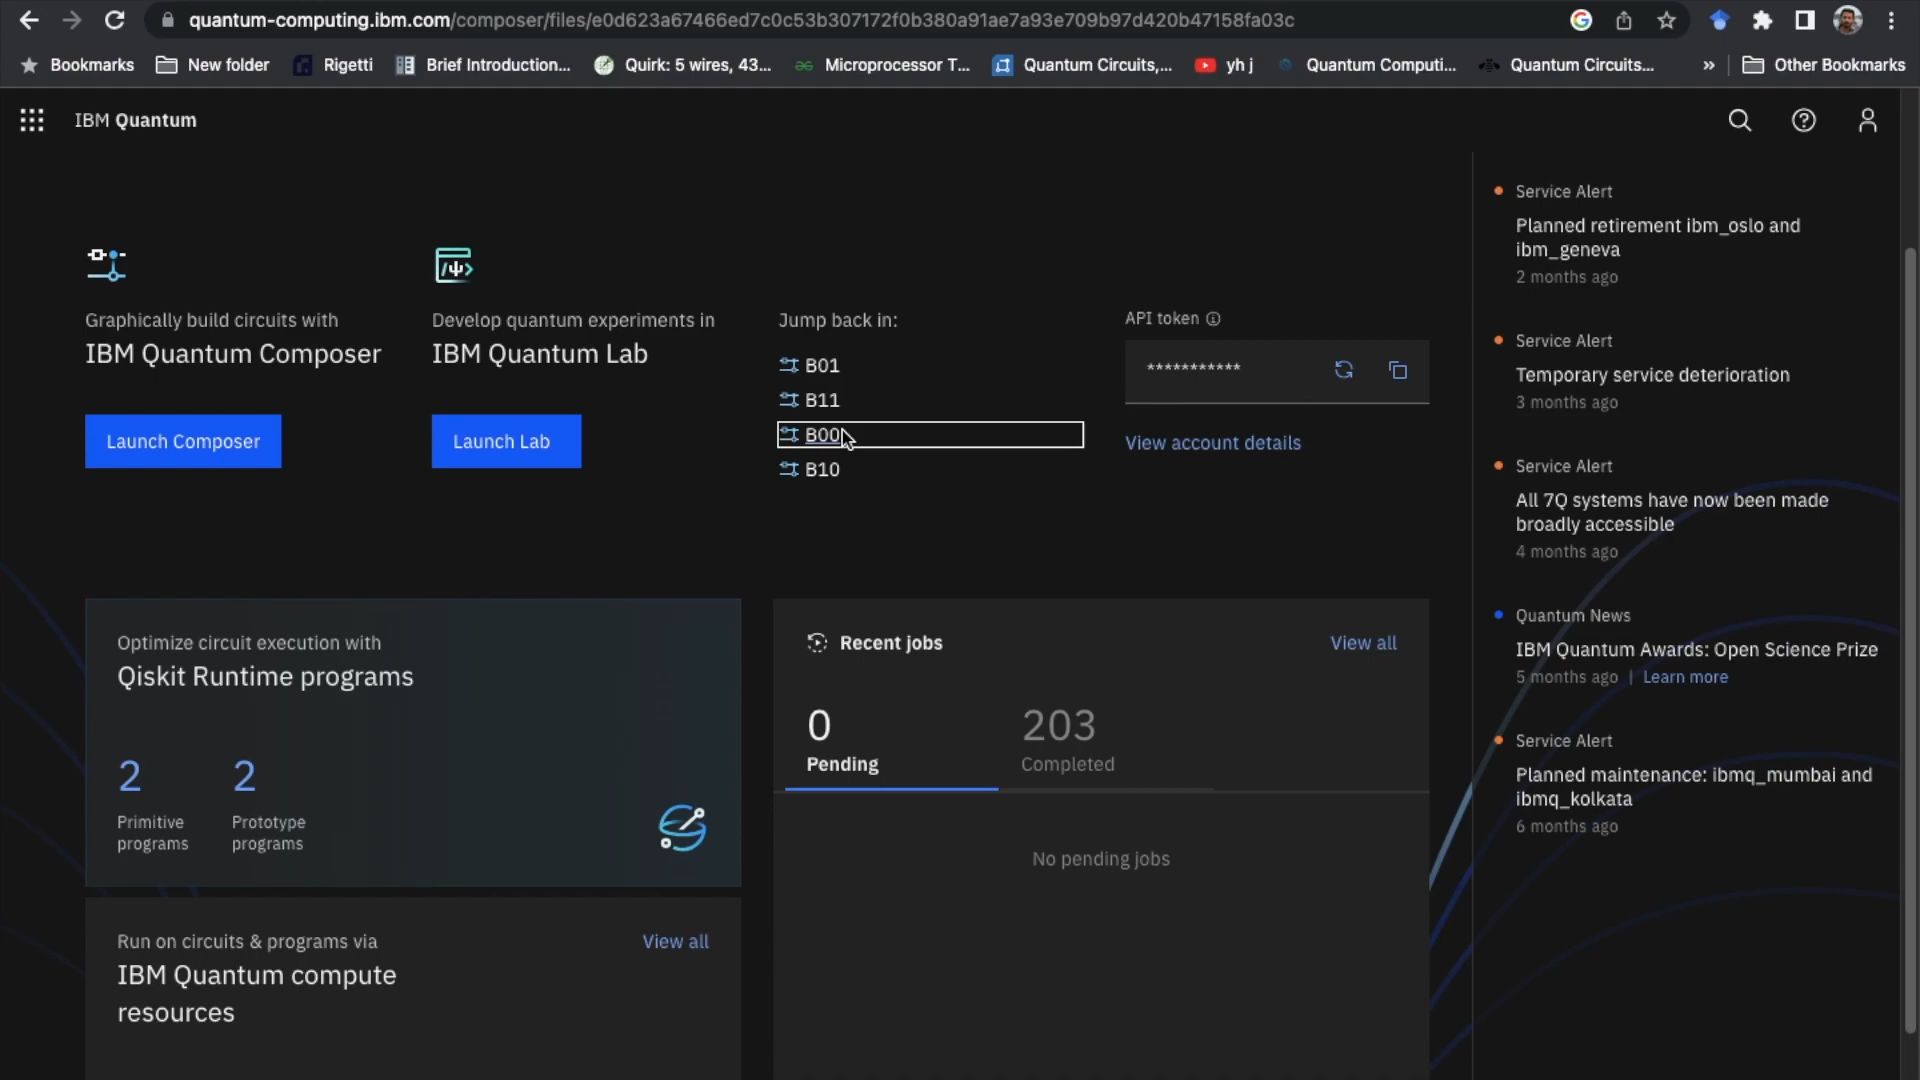 quantum-computing.ibm.com/composer/files/e0d623a67466ed7c0c53b307172f0b380a91ae7a93e709b97d420b47158fa03c
Bookmarks New folder Rigetti Brief Introduction... Quirk: 5 wires, 43... Microprocessor T... Quantum Circuits,... yh j Quantum Computi... Quantum Circuits... » Other Bookmarks
IBM Quantum
Graphically build circuits with
IBM Quantum Composer
Launch Composer
Develop quantum experiments in
IBM Quantum Lab
Launch Lab
Jump back in:
B01
B11
B00
B10
API token
***********
View account details
Optimize circuit execution with
Qiskit Runtime programs
2
Primitive
programs
2
Prototype
programs
Run on circuits & programs via
View all
IBM Quantum compute
resources
Recent jobs
View all
0
Pending
203
Completed
No pending jobs
Service Alert
Planned retirement ibm_oslo and
ibm_geneva
2 months ago
Service Alert
Temporary service deterioration
3 months ago
Service Alert
All 7Q systems have now been made
broadly accessible
4 months ago
Quantum News
IBM Quantum Awards: Open Science Prize
5 months ago | Learn more
Service Alert
Planned maintenance: ibmq_mumbai and
ibmq_kolkata
6 months ago